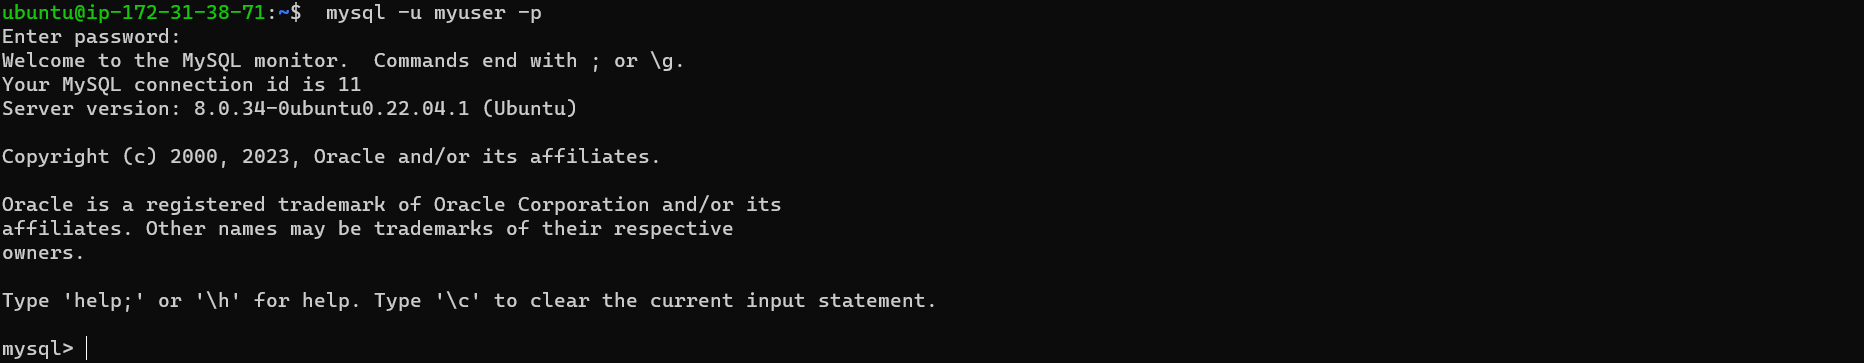 ubuntu@ip-172-31-38-71:~$  mysql -u myuser -p
Enter password:
Welcome to the MySQL monitor.  Commands end with ; or \g.
Your MySQL connection id is 11
Server version: 8.0.34-0ubuntu0.22.04.1 (Ubuntu)

Copyright (c) 2000, 2023, Oracle and/or its affiliates.

Oracle is a registered trademark of Oracle Corporation and/or its
affiliates. Other names may be trademarks of their respective
owners.

Type 'help;' or '\h' for help. Type '\c' to clear the current input statement.

mysql>